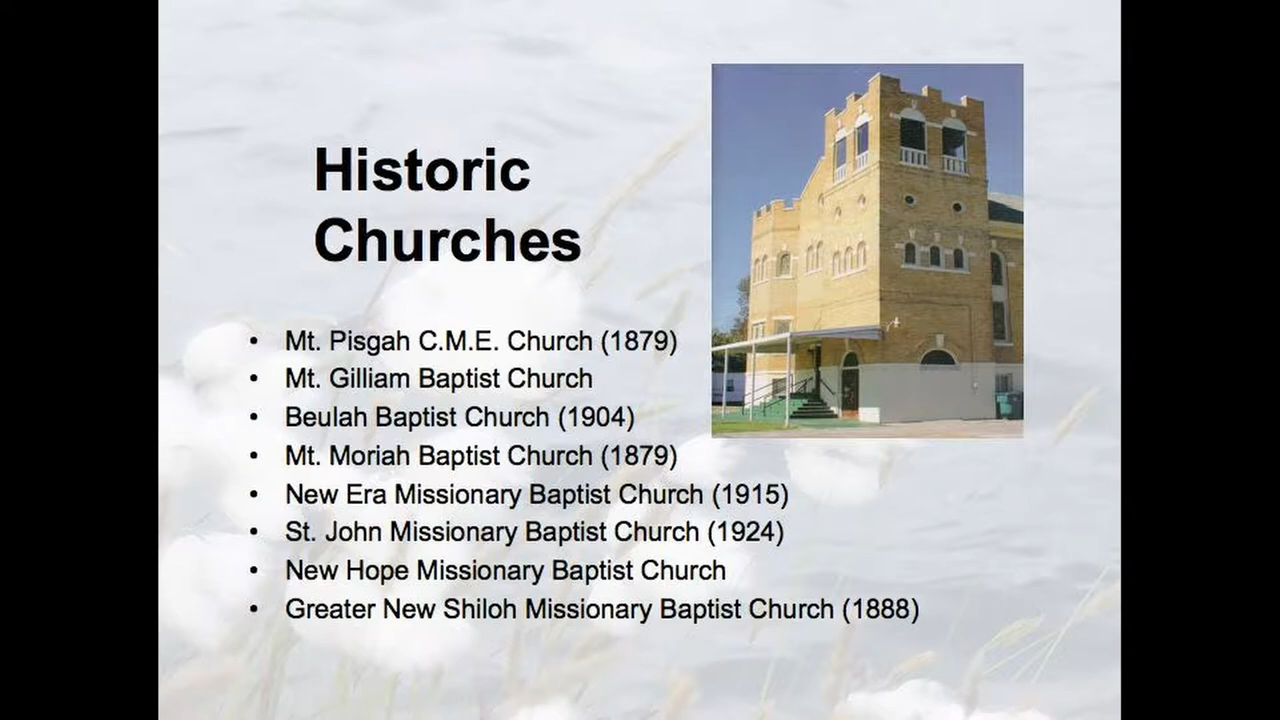 Historic
Churches
• Mt. Pisgah C.M.E. Church (1879)
• Mt. Gilliam Baptist Church
• Beulah Baptist Church (1904)
• Mt. Moriah Baptist Church (1879)
• New Era Missionary Baptist Church (1915)
• St. John Missionary Baptist Church (1924)
• New Hope Missionary Baptist Church
• Greater New Shiloh Missionary Baptist Church (1888)